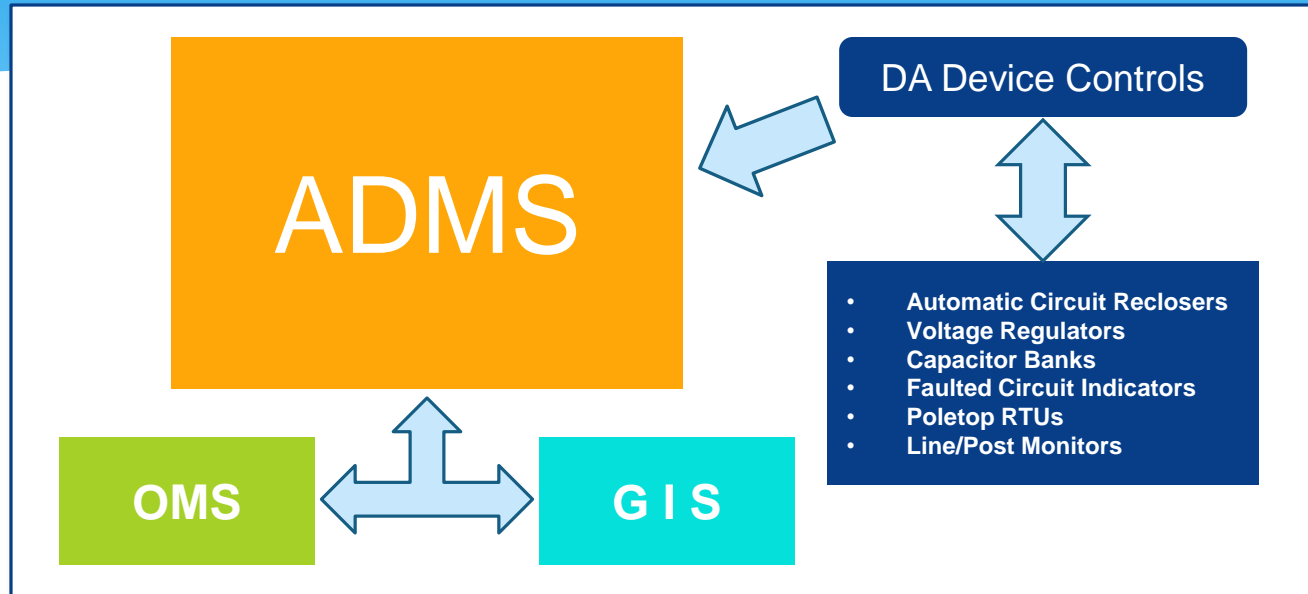 ADMS
DA Device Controls
• Automatic Circuit Reclosers
• Voltage Regulators
• Capacitor Banks
• Faulted Circuit Indicators
• Poletop RTUs
• Line/Post Monitors
OMS
G I S